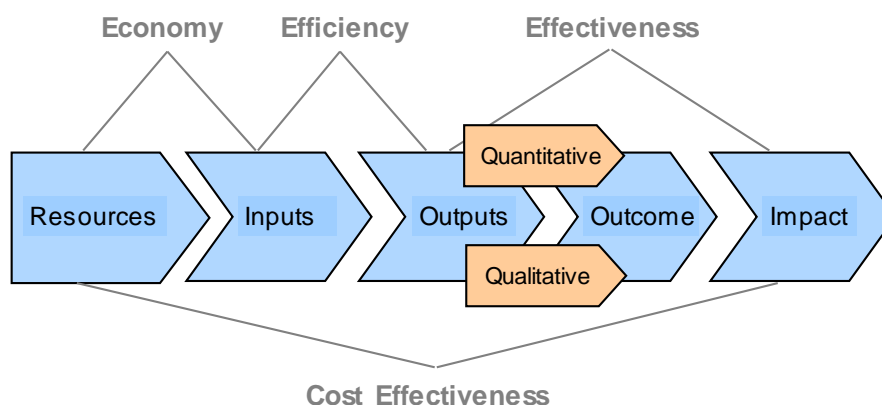 Economy Efficiency Effectiveness
Quantitative
Resources Inputs Outputs Outcome Impact
Qualitative
Cost Effectiveness